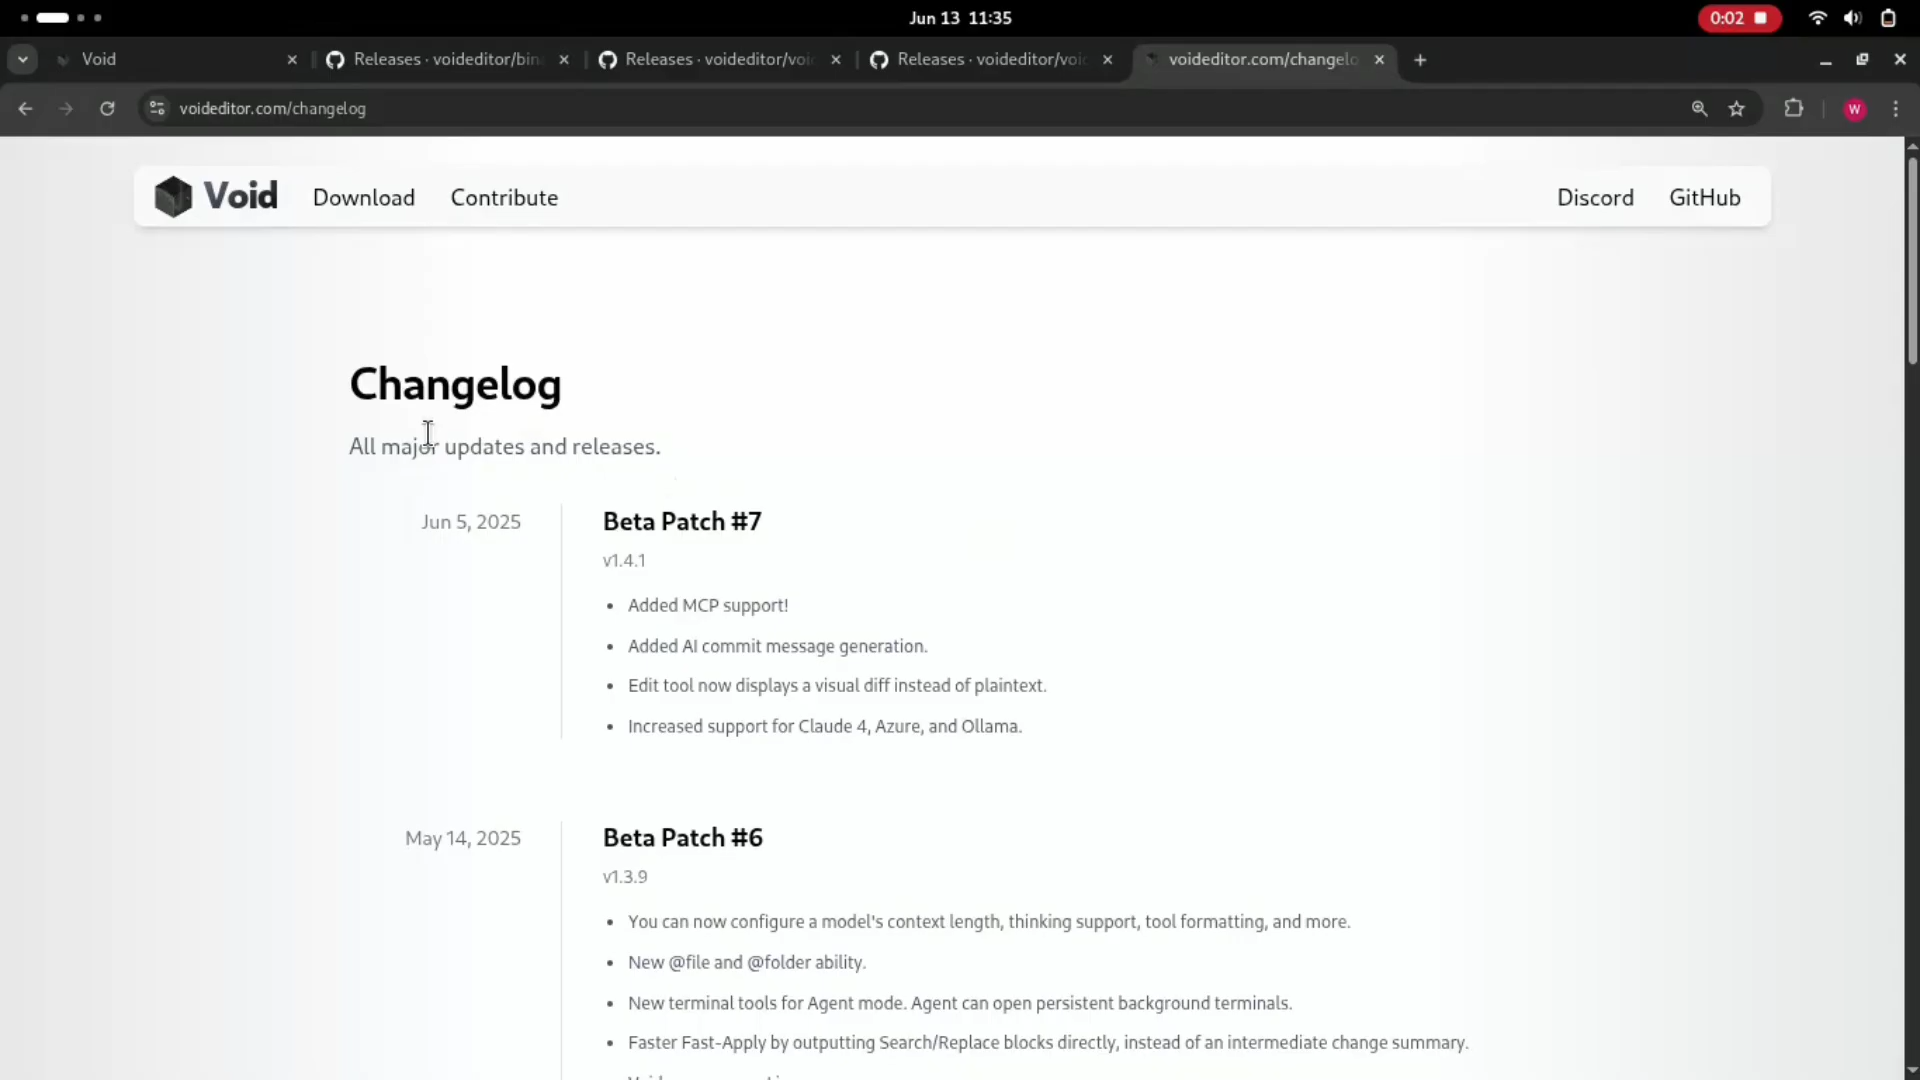 Jun 13 11:35
0:02
Void
Releases · voideditor/bin
Releases · voideditor/voi
Releases · voideditor/voi
voideditor.com/changelo
voideditor.com/changelog
W
Void
Download
Contribute
Discord
GitHub
Changelog
All major updates and releases.
Jun 5, 2025
Beta Patch #7
v1.4.1
• Added MCP support!
• Added AI commit message generation.
• Edit tool now displays a visual diff instead of plaintext.
• Increased support for Claude 4, Azure, and Ollama.
May 14, 2025
Beta Patch #6
v1.3.9
• You can now configure a model's context length, thinking support, tool formatting, and more.
• New @file and @folder ability.
• New terminal tools for Agent mode. Agent can open persistent background terminals.
• Faster Fast-Apply by outputting Search/Replace blocks directly, instead of an intermediate change summary.